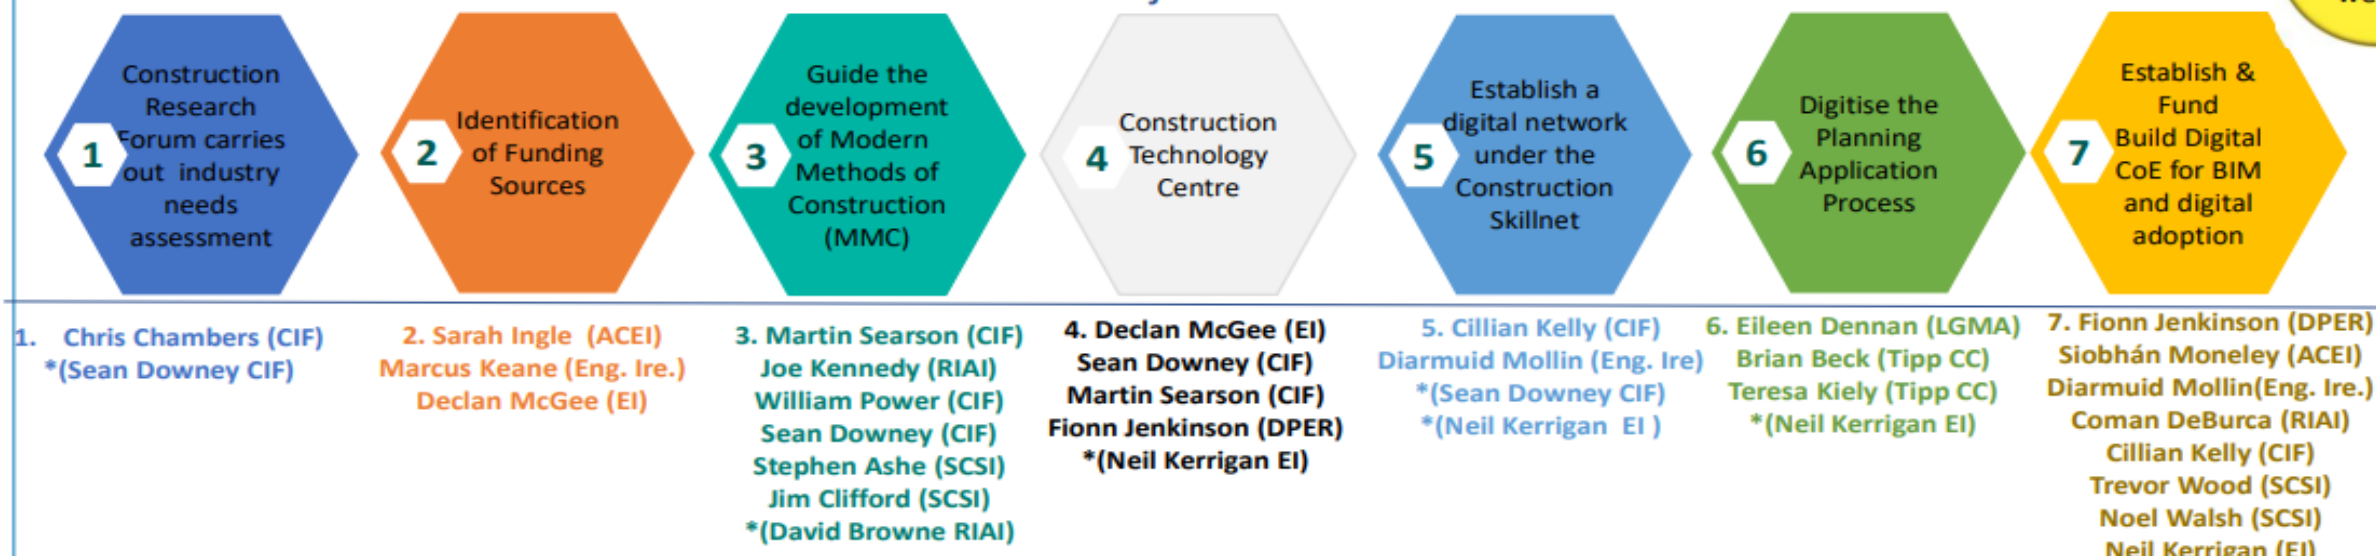 1
Construction
Research
Forum carries
out industry
needs
assessment
2
Identification
of Funding
Sources
3
Guide the
development
of Modern
Methods of
Construction
(MMC)
4
Construction
Technology
Centre
5
Establish a
digital network
under the
Construction
Skillnet
6
Digitise the
Planning
Application
Process
7
Establish &
Fund
Build Digital
CoE for BIM
and digital
adoption
1. Chris Chambers (CIF)
*(Sean Downey CIF)
2. Sarah Ingle (ACEI)
Marcus Keane (Eng. Ire.)
Declan McGee (EI)
3. Martin Searson (CIF)
Joe Kennedy (RIAI)
William Power (CIF)
Sean Downey (CIF)
Stephen Ashe (SCSI)
Jim Clifford (SCSI)
*(David Browne RIAI)
4. Declan McGee (EI)
Sean Downey (CIF)
Martin Searson (CIF)
Fionn Jenkinson (DPER)
*(Neil Kerrigan EI)
5. Cillian Kelly (CIF)
Diarmuid Mollin (Eng. Ire)
*(Sean Downey CIF)
*(Neil Kerrigan EI )
6. Eileen Dennan (LGMA)
Brian Beck (Tipp CC)
Teresa Kiely (Tipp CC)
*(Neil Kerrigan EI)
7. Fionn Jenkinson (DPER)
Siobhán Moneley (ACEI)
Diarmuid Mollin(Eng. Ire.)
Coman DeBurca (RIAI)
Cillian Kelly (CIF)
Trevor Wood (SCSI)
Noel Walsh (SCSI)
Neil Kerrigan (EI)